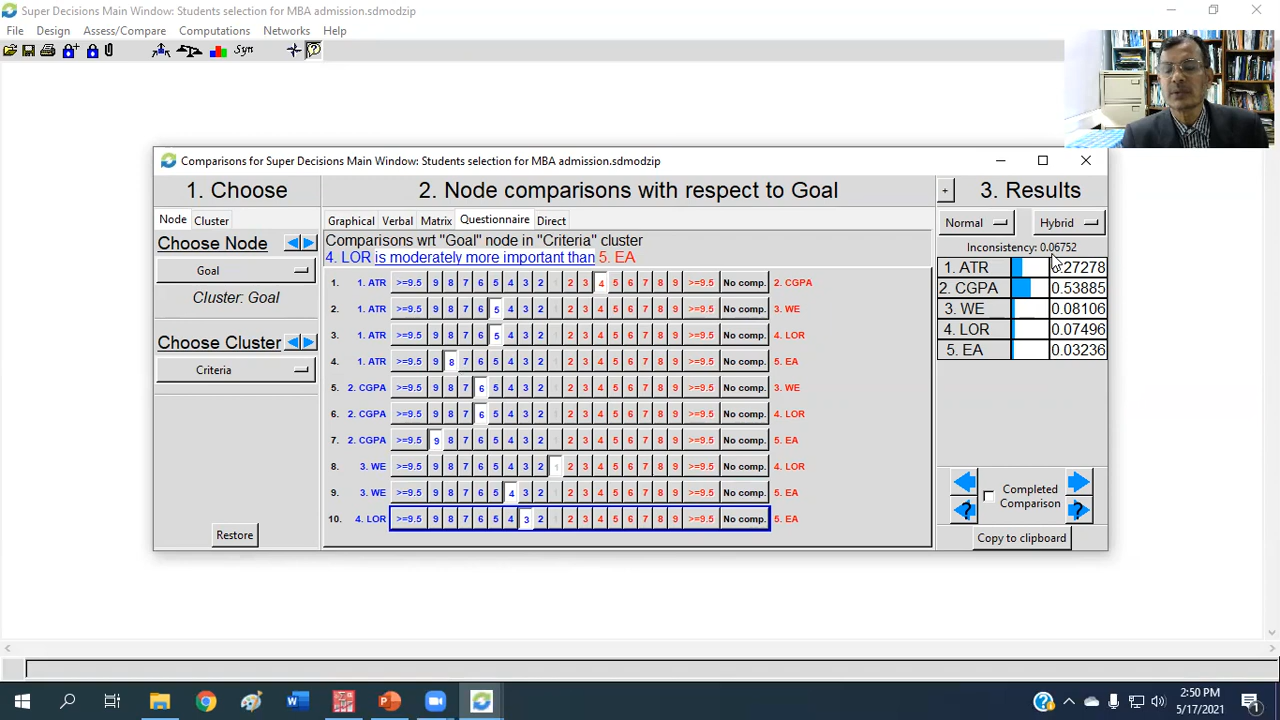 Super Decisions Main Window: Students selection for MBA admission.sdmodzip
File Design Assess/Compare Computations Networks Help
Syn
Comparisons for Super Decisions Main Window: Students selection for MBA admission.sdmodzip
1. Choose
2. Node comparisons with respect to Goal
+ 3. Results
Node Cluster
Graphical Verbal Matrix Questionnaire Direct
Normal Hybrid
Choose Node
Comparisons wrt "Goal" node in "Criteria" cluster
Inconsistency: 0.06752
4. LOR is moderately more important than 5. EA
Goal
Cluster: Goal
Choose Cluster
Criteria
Restore
1. 1. ATR >=9.5 9 8 7 6 5 4 3 2 1 2 3 4 5 6 7 8 9 >=9.5 No comp. 2. CGPA
2. 1. ATR >=9.5 9 8 7 6 5 4 3 2 1 2 3 4 5 6 7 8 9 >=9.5 No comp. 3. WE
3. 1. ATR >=9.5 9 8 7 6 5 4 3 2 1 2 3 4 5 6 7 8 9 >=9.5 No comp. 4. LOR
4. 1. ATR >=9.5 9 8 7 6 5 4 3 2 1 2 3 4 5 6 7 8 9 >=9.5 No comp. 5. EA
5. 2. CGPA >=9.5 9 8 7 6 5 4 3 2 1 2 3 4 5 6 7 8 9 >=9.5 No comp. 3. WE
6. 2. CGPA >=9.5 9 8 7 6 5 4 3 2 1 2 3 4 5 6 7 8 9 >=9.5 No comp. 4. LOR
7. 2. CGPA >=9.5 9 8 7 6 5 4 3 2 1 2 3 4 5 6 7 8 9 >=9.5 No comp. 5. EA
8. 3. WE >=9.5 9 8 7 6 5 4 3 2 1 2 3 4 5 6 7 8 9 >=9.5 No comp. 4. LOR
9. 3. WE >=9.5 9 8 7 6 5 4 3 2 1 2 3 4 5 6 7 8 9 >=9.5 No comp. 5. EA
10. 4. LOR >=9.5 9 8 7 6 5 4 3 2 1 2 3 4 5 6 7 8 9 >=9.5 No comp. 5. EA
1. ATR .27278
2. CGPA 0.53885
3. WE 0.08106
4. LOR 0.07496
5. EA 0.03236
Completed
Comparison
Copy to clipboard
2:50 PM
5/17/2021